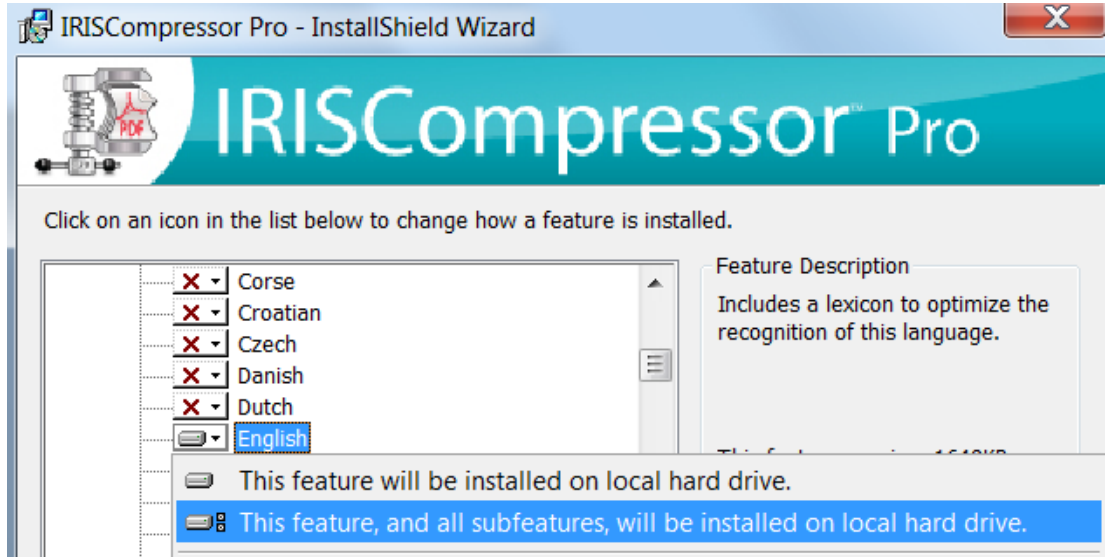 IRISCompressor Pro - InstallShield Wizard
PDF
IRISCompressor™ Pro
Click on an icon in the list below to change how a feature is installed.
Corse
Croatian
Czech
Danish
Dutch
English
Feature Description
Includes a lexicon to optimize the
recognition of this language.
This feature will be installed on local hard drive.
This feature, and all subfeatures, will be installed on local hard drive.